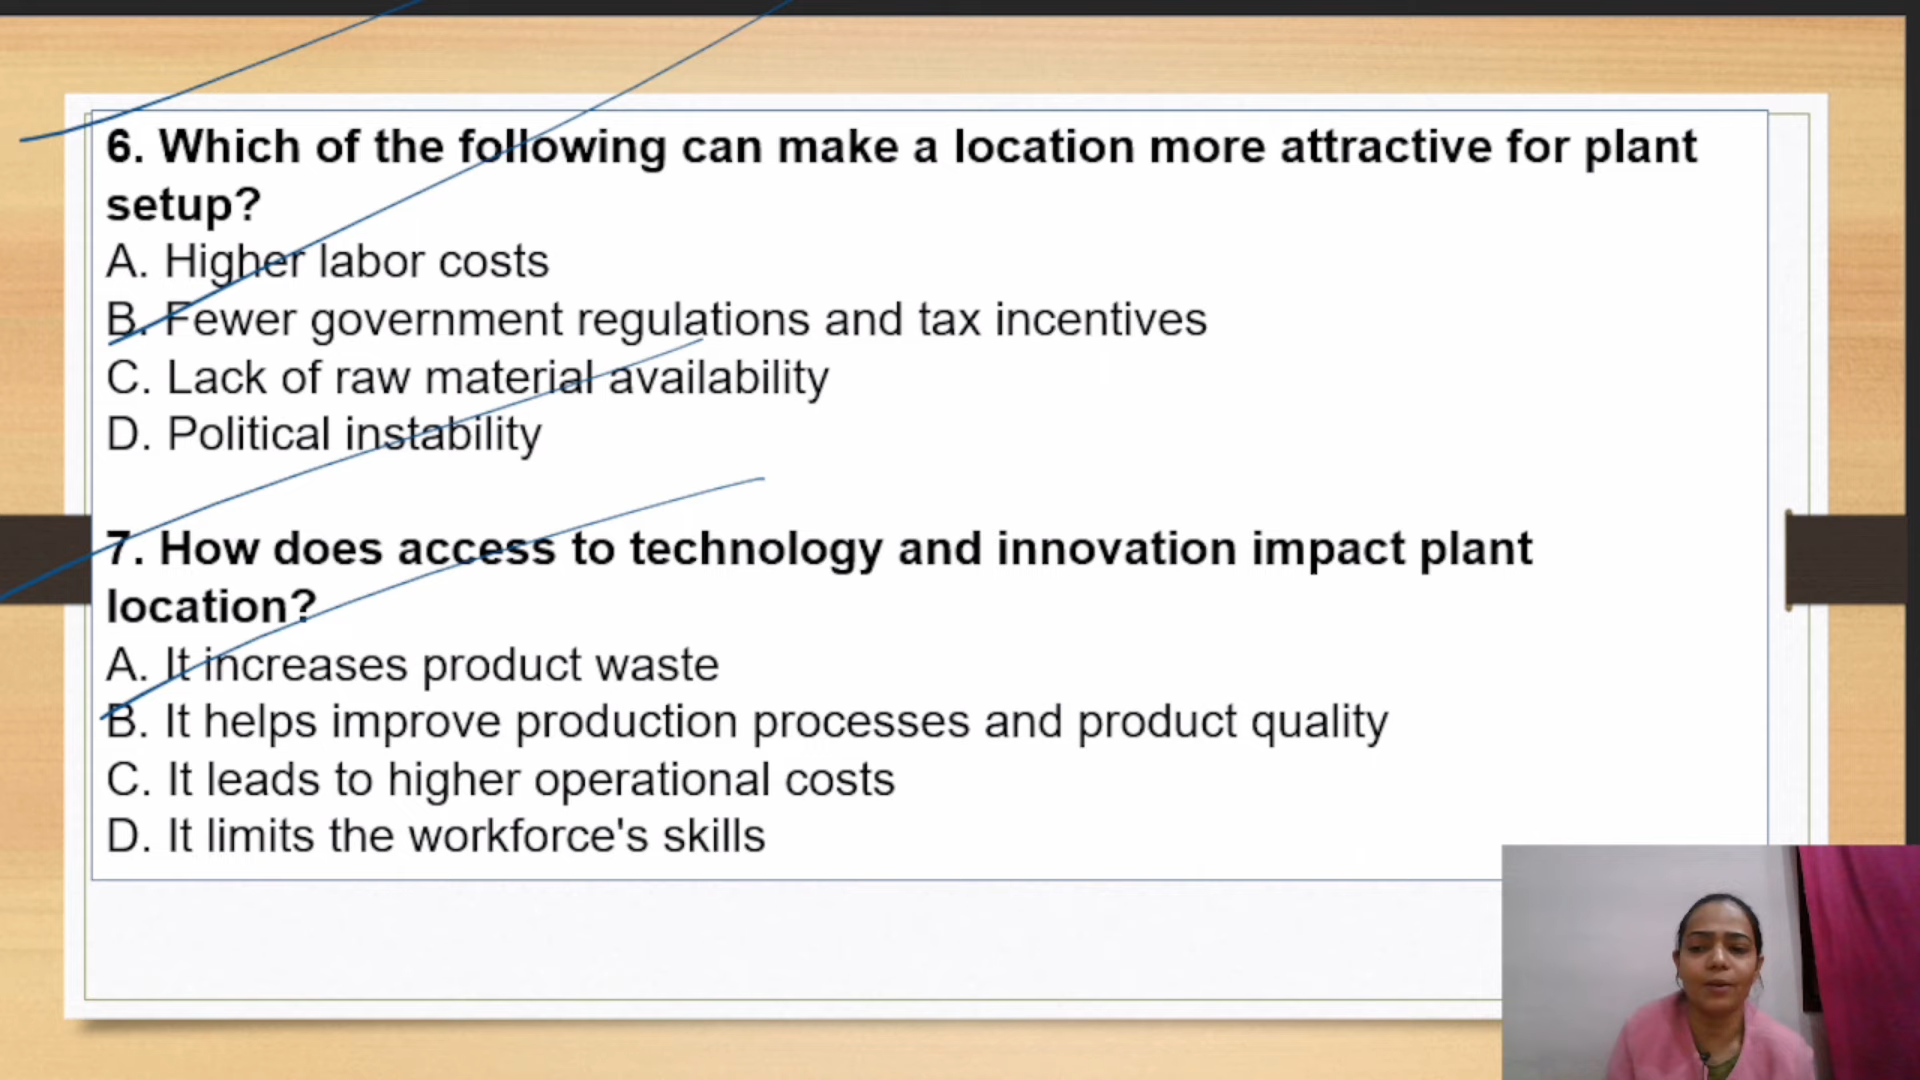 6. Which of the following can make a location more attractive for plant
setup?
A. Higher labor costs
B. Fewer government regulations and tax incentives
C. Lack of raw material availability
D. Political instability
7. How does access to technology and innovation impact plant
location?
A. It increases product waste
B. It helps improve production processes and product quality
C. It leads to higher operational costs
D. It limits the workforce's skills